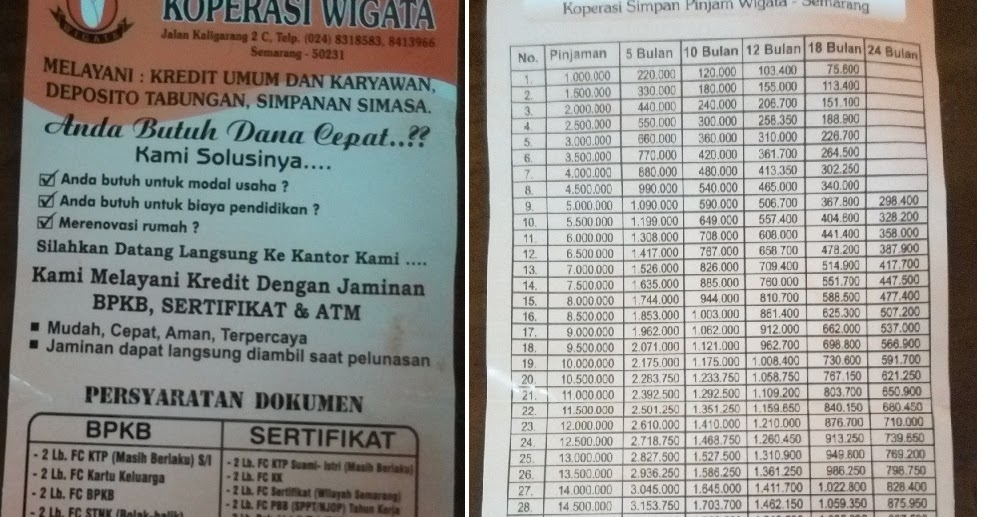 KOPERASI WIGATA
WIGATA
Jalan Kaligarang 2 C, Telp. (024) 8318583, 8413966
Semarang - 50231
MELAYANI : KREDIT UMUM DAN KARYAWAN,
DEPOSITO TABUNGAN, SIMPANAN SIMASA.
Anda Butuh Dana Cepat..??
Kami Solusinya....
Anda butuh untuk modal usaha ?
Anda butuh untuk biaya pendidikan ?
Merenovasi rumah ?
Silahkan Datang Langsung Ke Kantor Kami ....
Kami Melayani Kredit Dengan Jaminan
BPKB, SERTIFIKAT & ATM
■ Mudah, Cepat, Aman, Terpercaya
■ Jaminan dapat langsung diambil saat pelunasan
PERSYARATAN DOKUMEN
BPKB
- 2 Lb. FC KTP (Masih Berlaku) S/I
- 2 Lb. FC Kartu Keluarga
- 2 Lb. FC BPKB
- 2 Lb. FC STNK (Bolak-balik)
SERTIFIKAT
- 2 Lb. FC KTP Suami- Istri (Masih Berlaku)
- 2 Lb. FC KK
- 2 Lb. FC Sertifikat (Wilayah Semarang)
- 2 Lb. FC PBB (SPPT/NJOP) Tahun Kerja
Koperasi Simpan Pinjam Wigata - Semarang
No. Pinjaman 5 Bulan 10 Bulan 12 Bulan 18 Bulan 24 Bulan
1. 1.000.000 220.000 120.000 103.400 75.600
2. 1.500.000 330.000 180.000 155.000 113.400
3. 2.000.000 440.000 240.000 206.700 151.100
4. 2.500.000 550.000 300.000 258.350 188.900
5. 3.000.000 660.000 360.000 310.000 226.700
6. 3.500.000 770.000 420.000 361.700 264.500
7. 4.000.000 880.000 480.000 413.350 302.250
8. 4.500.000 990.000 540.000 465.000 340.000
9. 5.000.000 1.090.000 590.000 506.700 367.800 298.400
10. 5.500.000 1.199.000 649.000 557.400 404.600 328.200
11. 6.000.000 1.308.000 708.000 608.000 441.400 358.000
12. 6.500.000 1.417.000 767.000 658.700 478.200 387.900
13. 7.000.000 1.526.000 826.000 709.400 514.900 417.700
14. 7.500.000 1.635.000 885.000 760.000 551.700 447.500
15. 8.000.000 1.744.000 944.000 810.700 588.500 477.400
16. 8.500.000 1.853.000 1.003.000 861.400 625.300 507.200
17. 9.000.000 1.962.000 1.062.000 912.000 662.000 537.000
18. 9.500.000 2.071.000 1.121.000 962.700 698.800 566.900
19. 10.000.000 2.175.000 1.175.000 1.008.400 730.600 591.700
20. 10.500.000 2.283.750 1.233.750 1.058.750 767.150 621.250
21. 11.000.000 2.392.500 1.292.500 1.109.200 803.700 650.900
22. 11.500.000 2.501.250 1.351.250 1.159.650 840.150 680.450
23. 12.000.000 2.610.000 1.410.000 1.210.000 876.700 710.000
24. 12.500.000 2.718.750 1.468.750 1.260.450 913.250 739.650
25. 13.000.000 2.827.500 1.527.500 1.310.900 949.800 769.200
26. 13.500.000 2.936.250 1.586.250 1.361.250 986.250 798.750
27. 14.000.000 3.045.000 1.645.000 1.411.700 1.022.800 828.400
28. 14.500.000 3.153.750 1.703.700 1.462.150 1.059.350 875.950